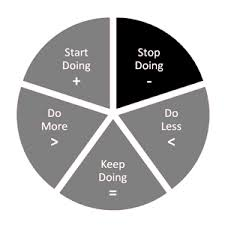 Start
Doing
+
Stop
Doing
-
Do
More
>
Do
Less
<
Keep
Doing
=